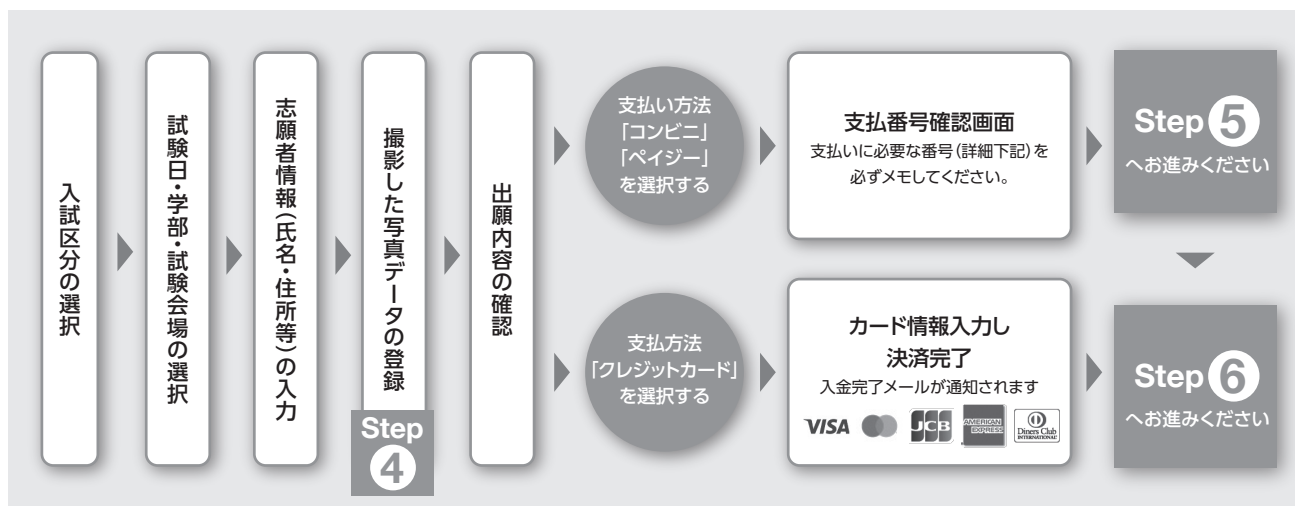 入試区分の選択
試験日・学部・試験会場の選択
志願者情報(氏名・住所等)の入力
撮影した写真データの登録
Step
4
出願内容の確認
支払い方法
「コンビニ」
「ペイジー」
を選択する
支払番号確認画面
支払いに必要な番号(詳細下記)を
必ずメモしてください。
Step 5
へお進みください
支払方法
「クレジットカード」
を選択する
カード情報入力し
決済完了
入金完了メールが通知されます
VISA
JCB
AMERICAN
EXPRESS
Diners Club
INTERNATIONAL
Step 6
へお進みください